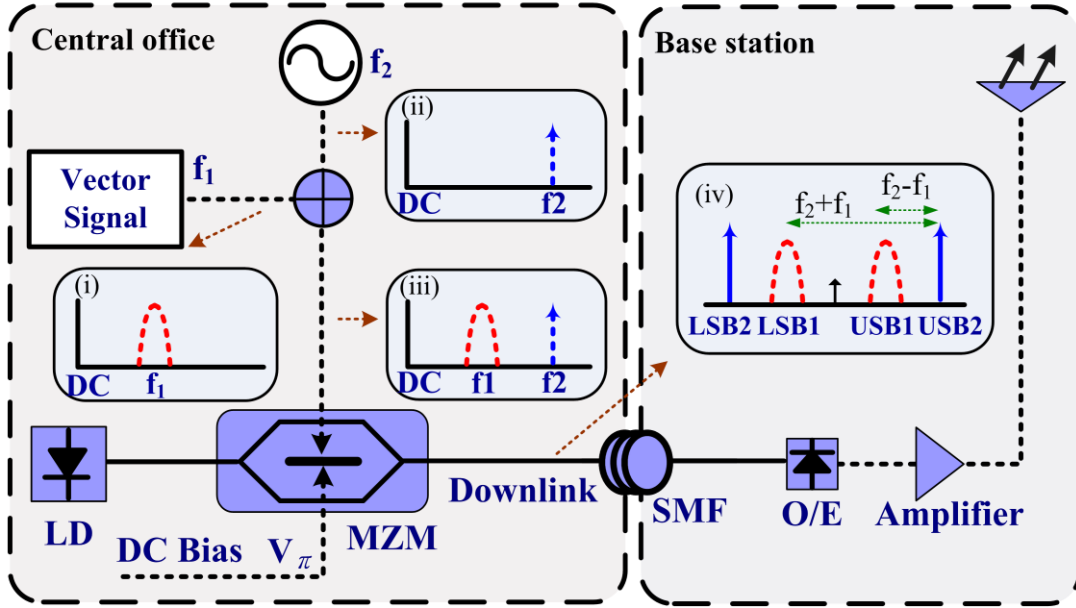 Central office
f2
Vector
Signal
f1
(ii)
DC
f2
(i)
DC
f1
(iii)
DC
f1
f2
LD
DC Bias
Vπ
MZM
Downlink
SMF
Base station
(iv)
f2-f1
f2+f1
LSB2
LSB1
USB1
USB2
O/E
Amplifier